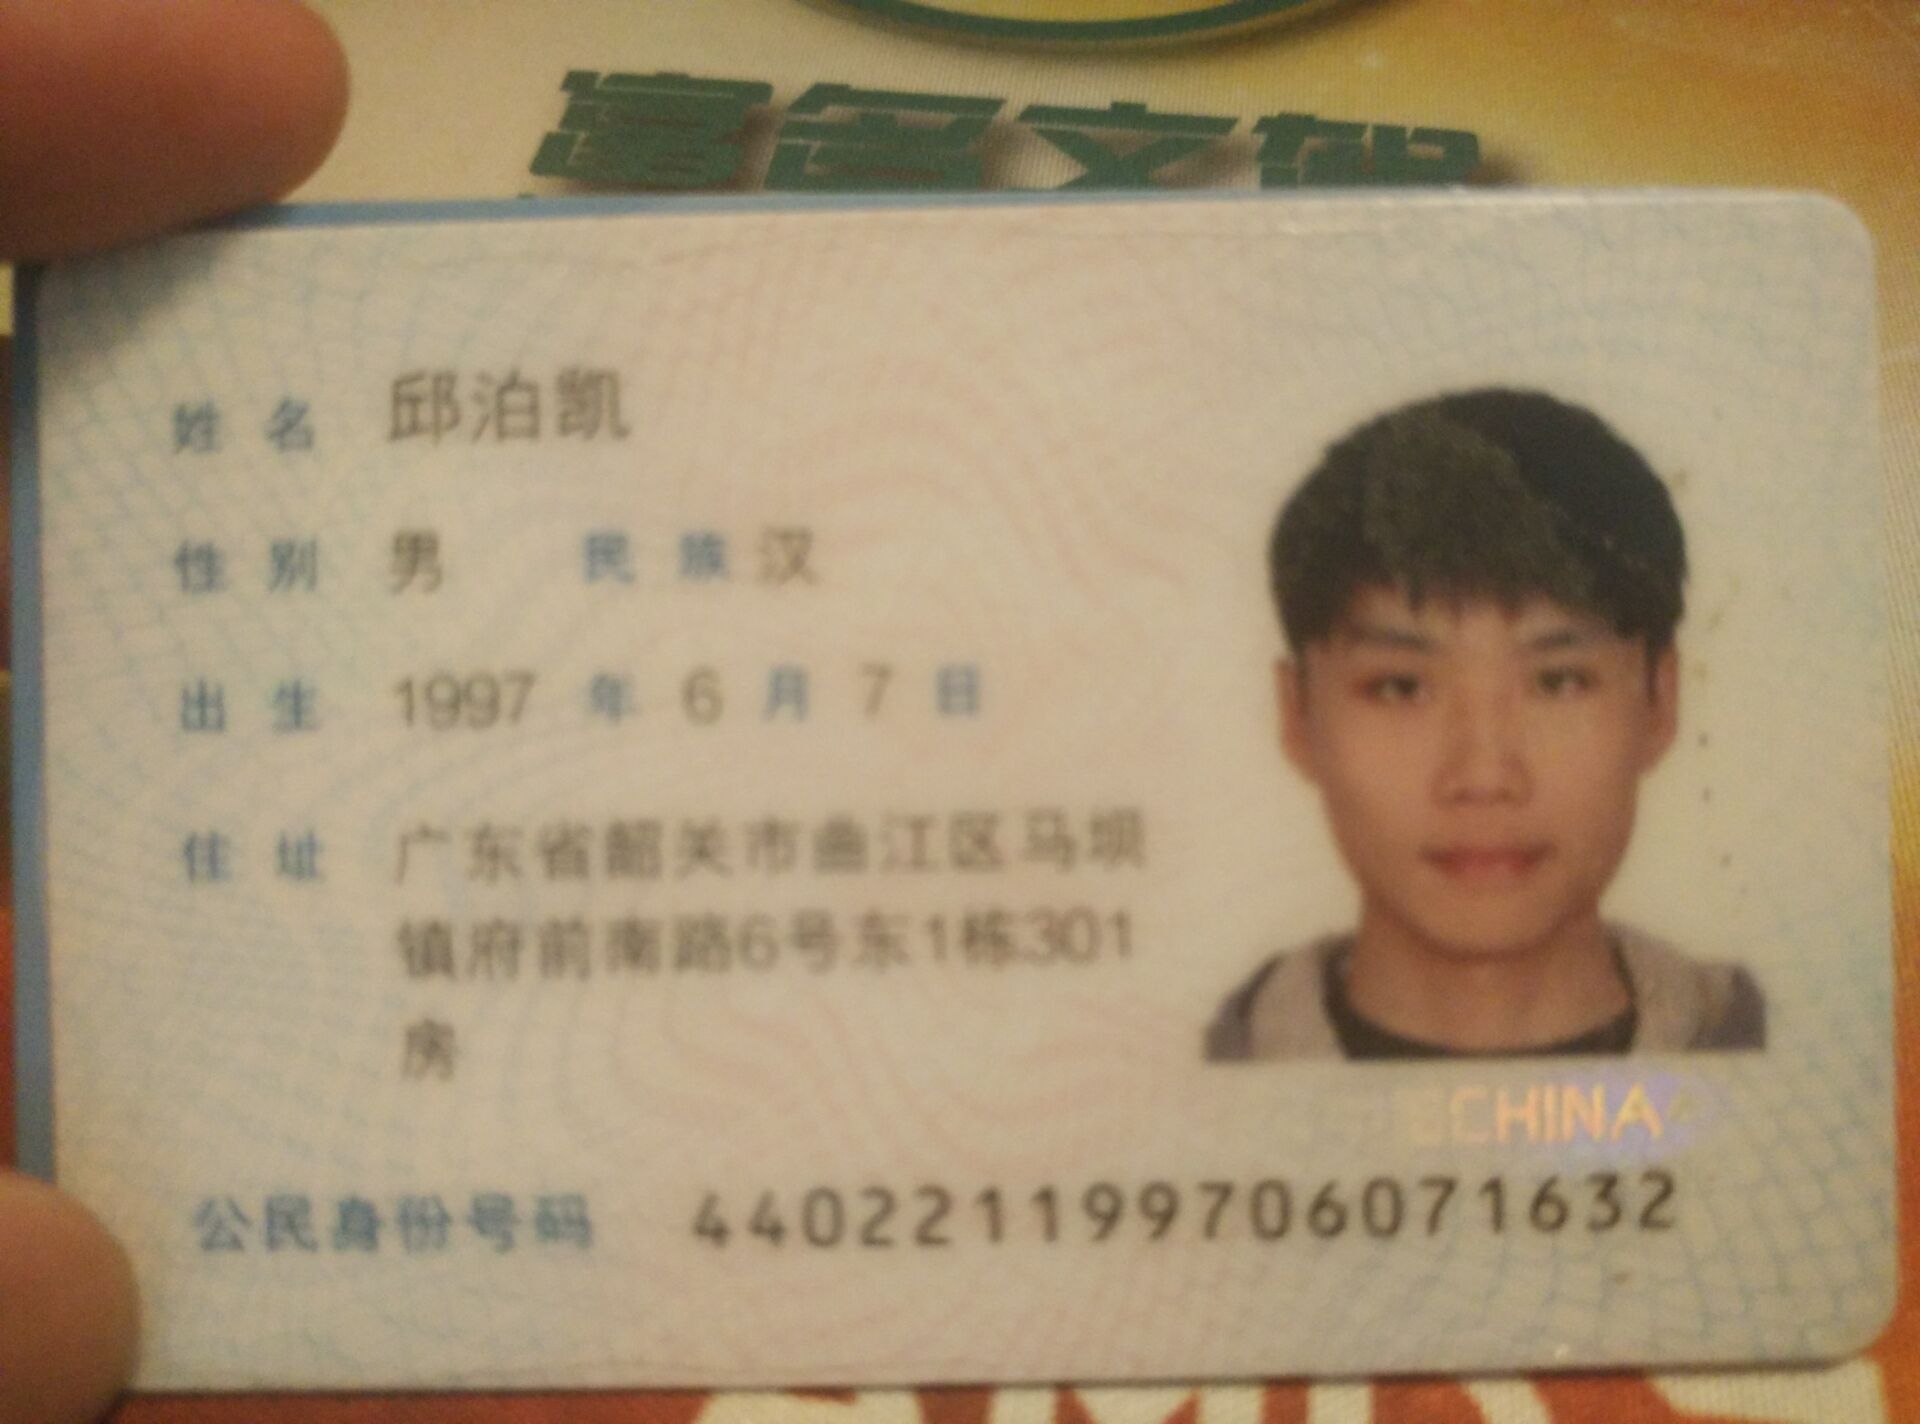 姓名 邱泊凯
性别 男 民族 汉
出生 1997 年 6 月 7 日
住址 广东省韶关市曲江区马坝
镇府前南路6号东1栋301
房
CHINA
公民身份号码 440221199706071632